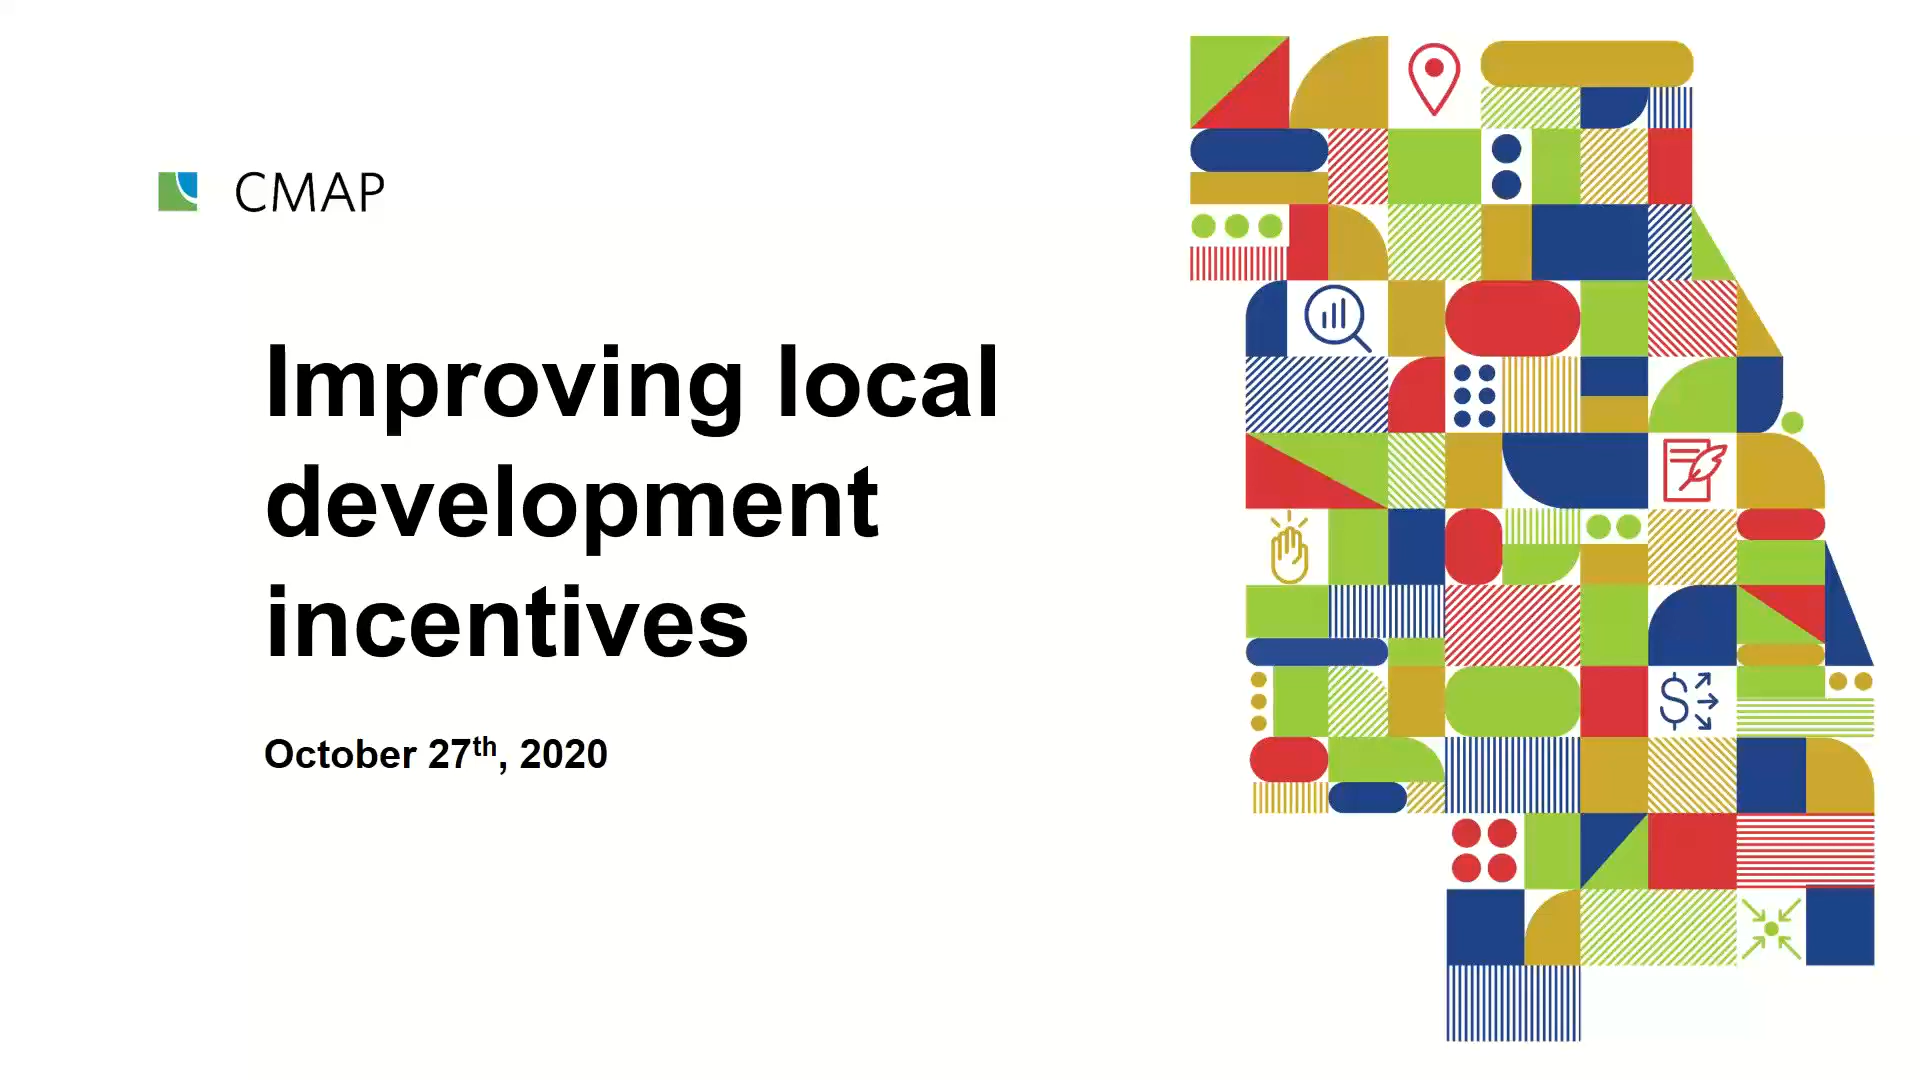 CMAP
Improving local
development
incentives
October 27th, 2020